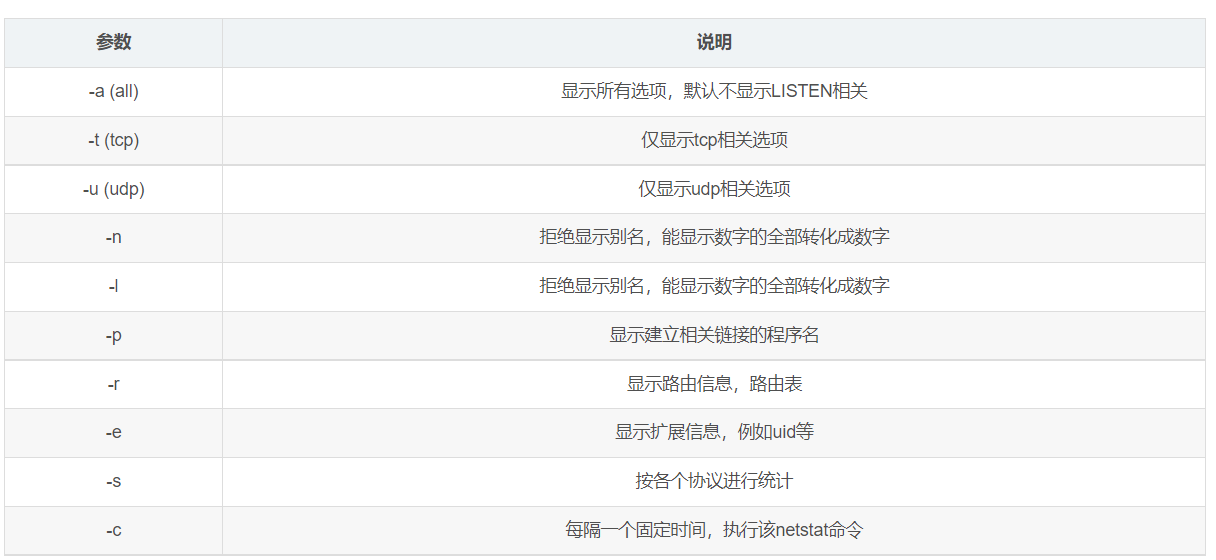 参数 说明
-a (all) 显示所有选项，默认不显示LISTEN相关
-t (tcp) 仅显示tcp相关选项
-u (udp) 仅显示udp相关选项
-n 拒绝显示别名，能显示数字的全部转化成数字
-l 拒绝显示别名，能显示数字的全部转化成数字
-p 显示建立相关链接的程序名
-r 显示路由信息，路由表
-e 显示扩展信息，例如uid等
-s 按各个协议进行统计
-c 每隔一个固定时间，执行该netstat命令